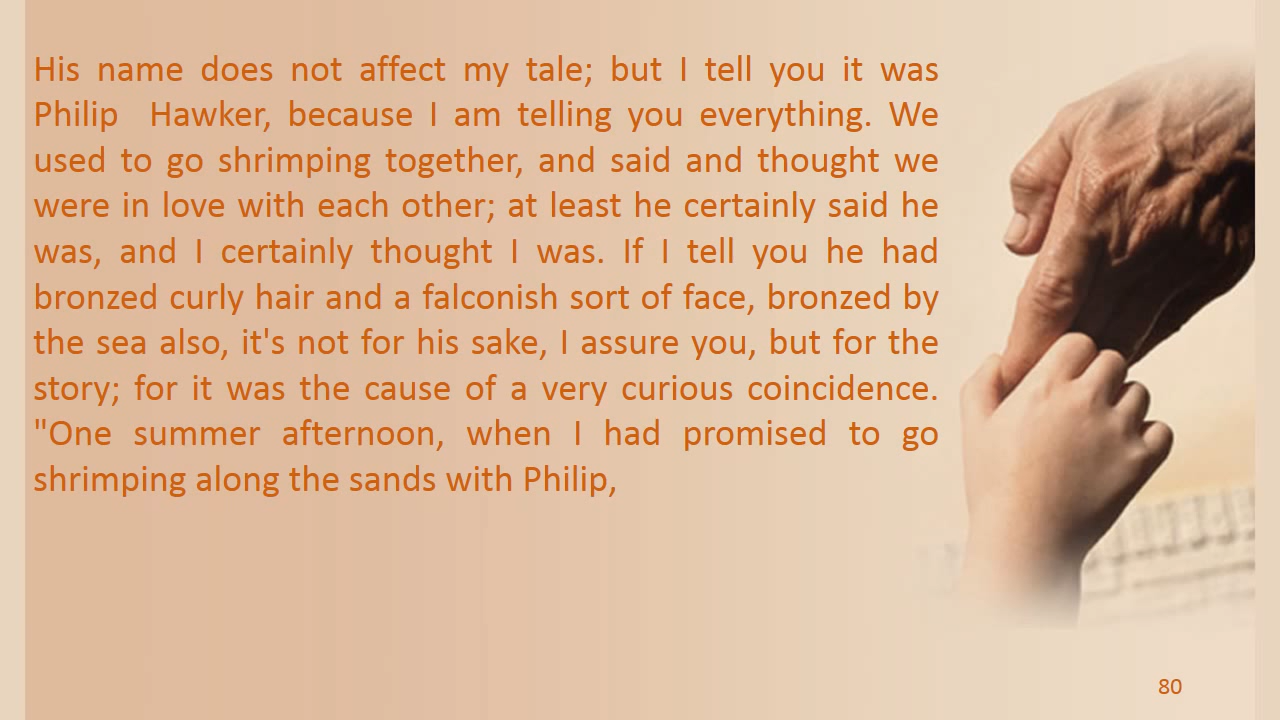 His name does not affect my tale; but I tell you it was
Philip  Hawker, because I am telling you everything. We
used to go shrimping together, and said and thought we
were in love with each other; at least he certainly said he
was, and I certainly thought I was. If I tell you he had
bronzed curly hair and a falconish sort of face, bronzed by
the sea also, it's not for his sake, I assure you, but for the
story; for it was the cause of a very curious coincidence.
"One summer afternoon, when I had promised to go
shrimping along the sands with Philip,
80